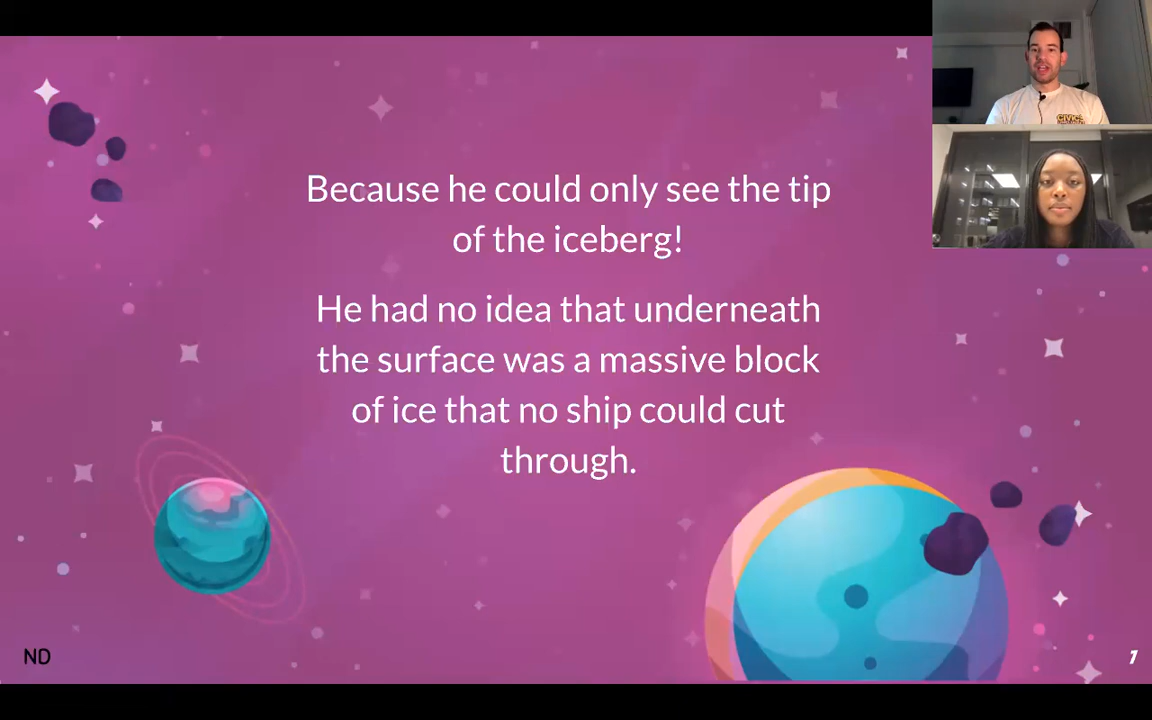 Because he could only see the tip
of the iceberg!
He had no idea that underneath
the surface was a massive block
of ice that no ship could cut
through.
CIVICS
ND
7